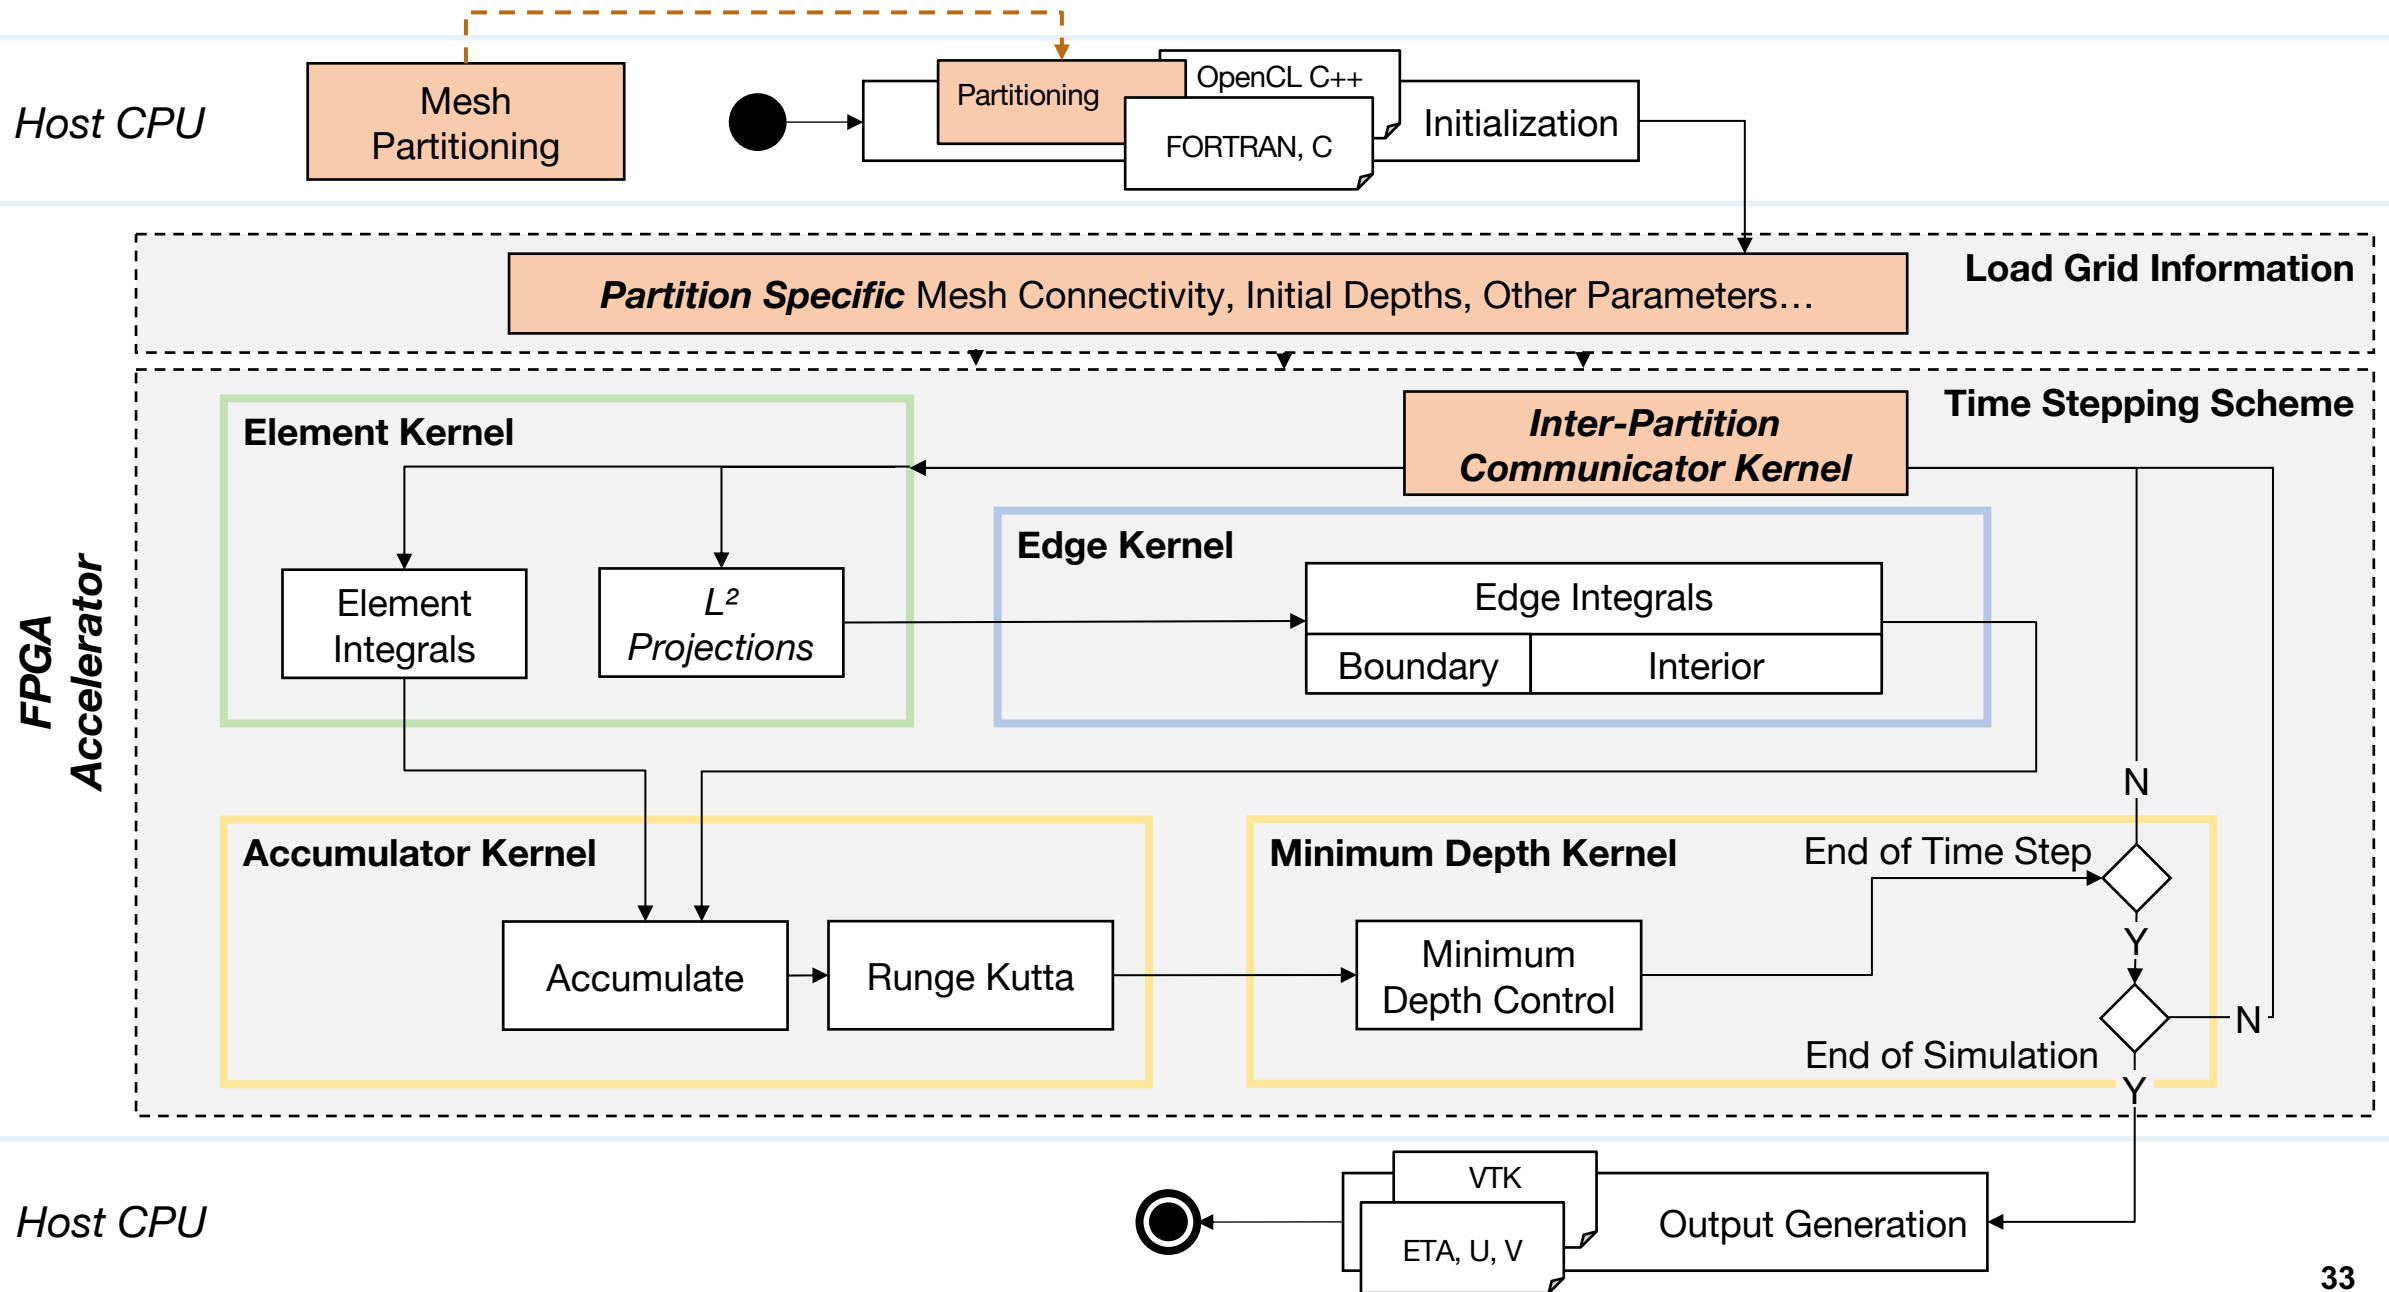 Host CPU
Mesh
Partitioning
Partitioning
OpenCL C++
FORTRAN, C
Initialization
Load Grid Information
Partition Specific Mesh Connectivity, Initial Depths, Other Parameters…
FPGA
Accelerator
Time Stepping Scheme
Inter-Partition
Communicator Kernel
Element Kernel
Element
Integrals
L²
Projections
Edge Kernel
Edge Integrals
Boundary
Interior
N
Accumulator Kernel
Accumulate
Runge Kutta
Minimum Depth Kernel
Minimum
Depth Control
End of Time Step
Y
N
End of Simulation
Y
Host CPU
VTK
ETA, U, V
Output Generation
33